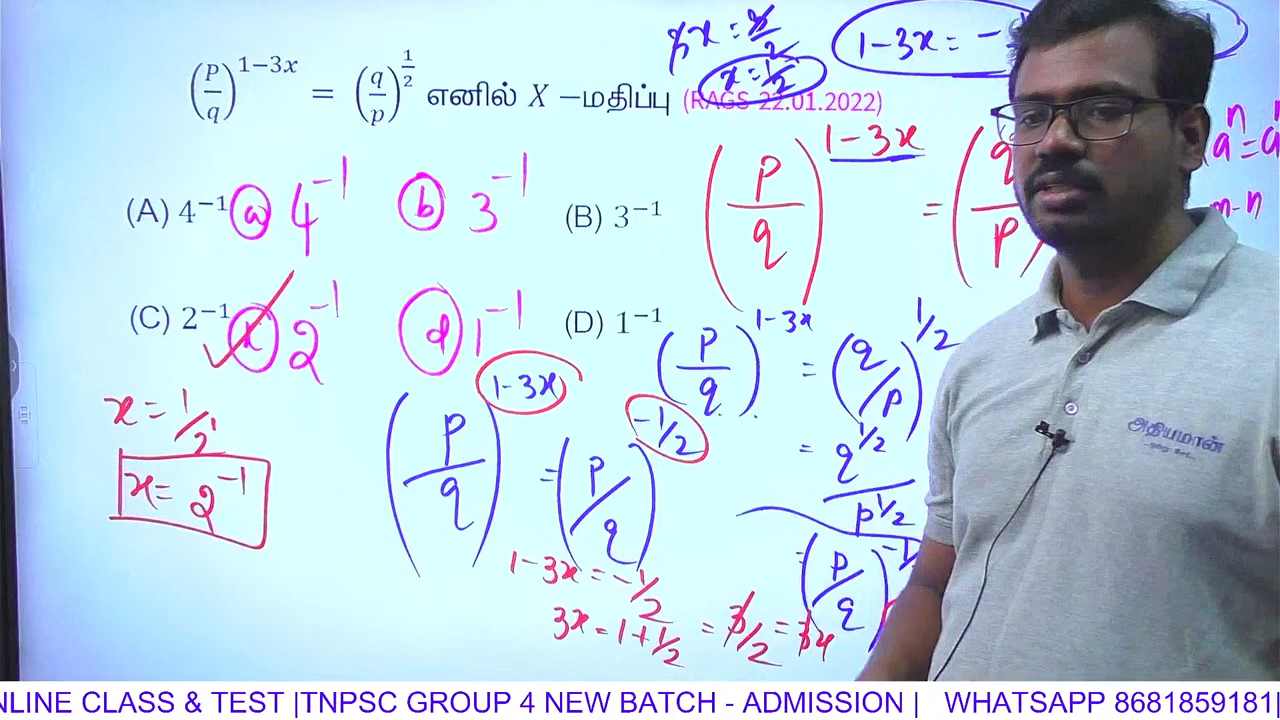 (p/q)^1−3x = (q/p)^1/2 எனில் X −மதிப்பு (RAGS 22.01.2022)
(A) 4^−1 (B) 3^−1
(C) 2^−1 (D) 1^−1
x = 1/2
1−3x = −
a^n = a^n
m−n
(p/q)^1−3x = (q/p)
ⓐ 4^−1 ⓑ 3^−1
2^−1 ⓓ 1^−1
(p/q)^1−3x = (q/p)^1/2
= q^1/2 / p^1/2
(p/q)^1−3x = (p/q)^−1/2
1−3x = −1/2
3x = 1+1/2 = 3/2
x = 1/2
x = 2^−1
அதியமான்
NLINE CLASS & TEST |TNPSC GROUP 4 NEW BATCH - ADMISSION | WHATSAPP 8681859181|